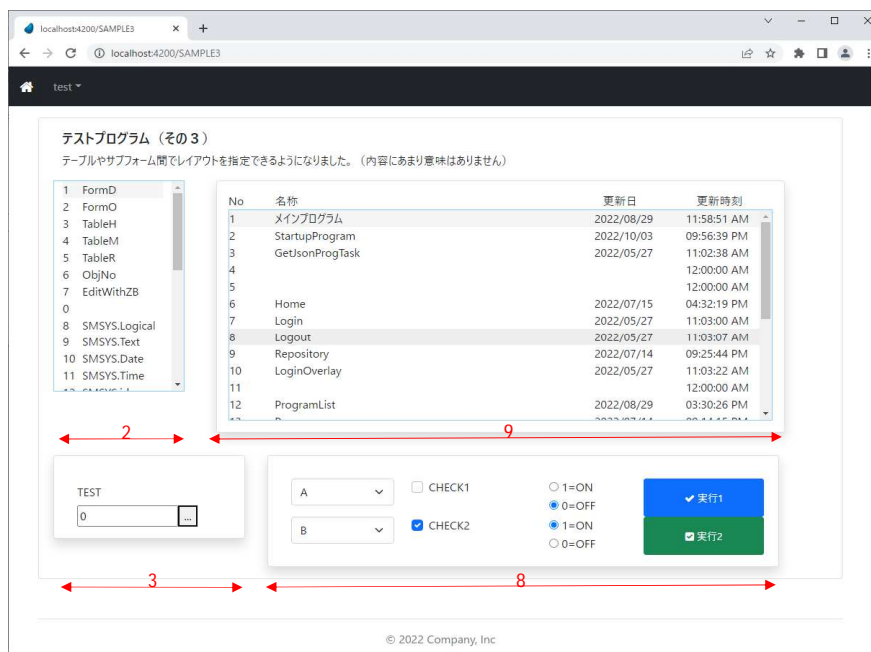 localhost:4200/SAMPLE3
localhost:4200/SAMPLE3
test
テストプログラム（その３）
テーブルやサブフォーム間でレイアウトを指定できるようになりました。（内容にあまり意味はありません）
1 FormD
2 FormO
3 TableH
4 TableM
5 TableR
6 ObjNo
7 EditWithZB
0
8 SMSYS.Logical
9 SMSYS.Text
10 SMSYS.Date
11 SMSYS.Time
No 名称 更新日 更新時刻
1 メインプログラム 2022/08/29 11:58:51 AM
2 StartupProgram 2022/10/03 09:56:39 PM
3 GetJsonProgTask 2022/05/27 11:02:38 AM
4 12:00:00 AM
5 12:00:00 AM
6 Home 2022/07/15 04:32:19 PM
7 Login 2022/05/27 11:03:00 AM
8 Logout 2022/05/27 11:03:07 AM
9 Repository 2022/07/14 09:25:44 PM
10 LoginOverlay 2022/05/27 11:03:22 AM
11 12:00:00 AM
12 ProgramList 2022/08/29 03:30:26 PM
2 9
TEST
0 ...
A CHECK1 1=ON
0=OFF
B CHECK2 1=ON
0=OFF
実行1
実行2
3 8
© 2022 Company, Inc